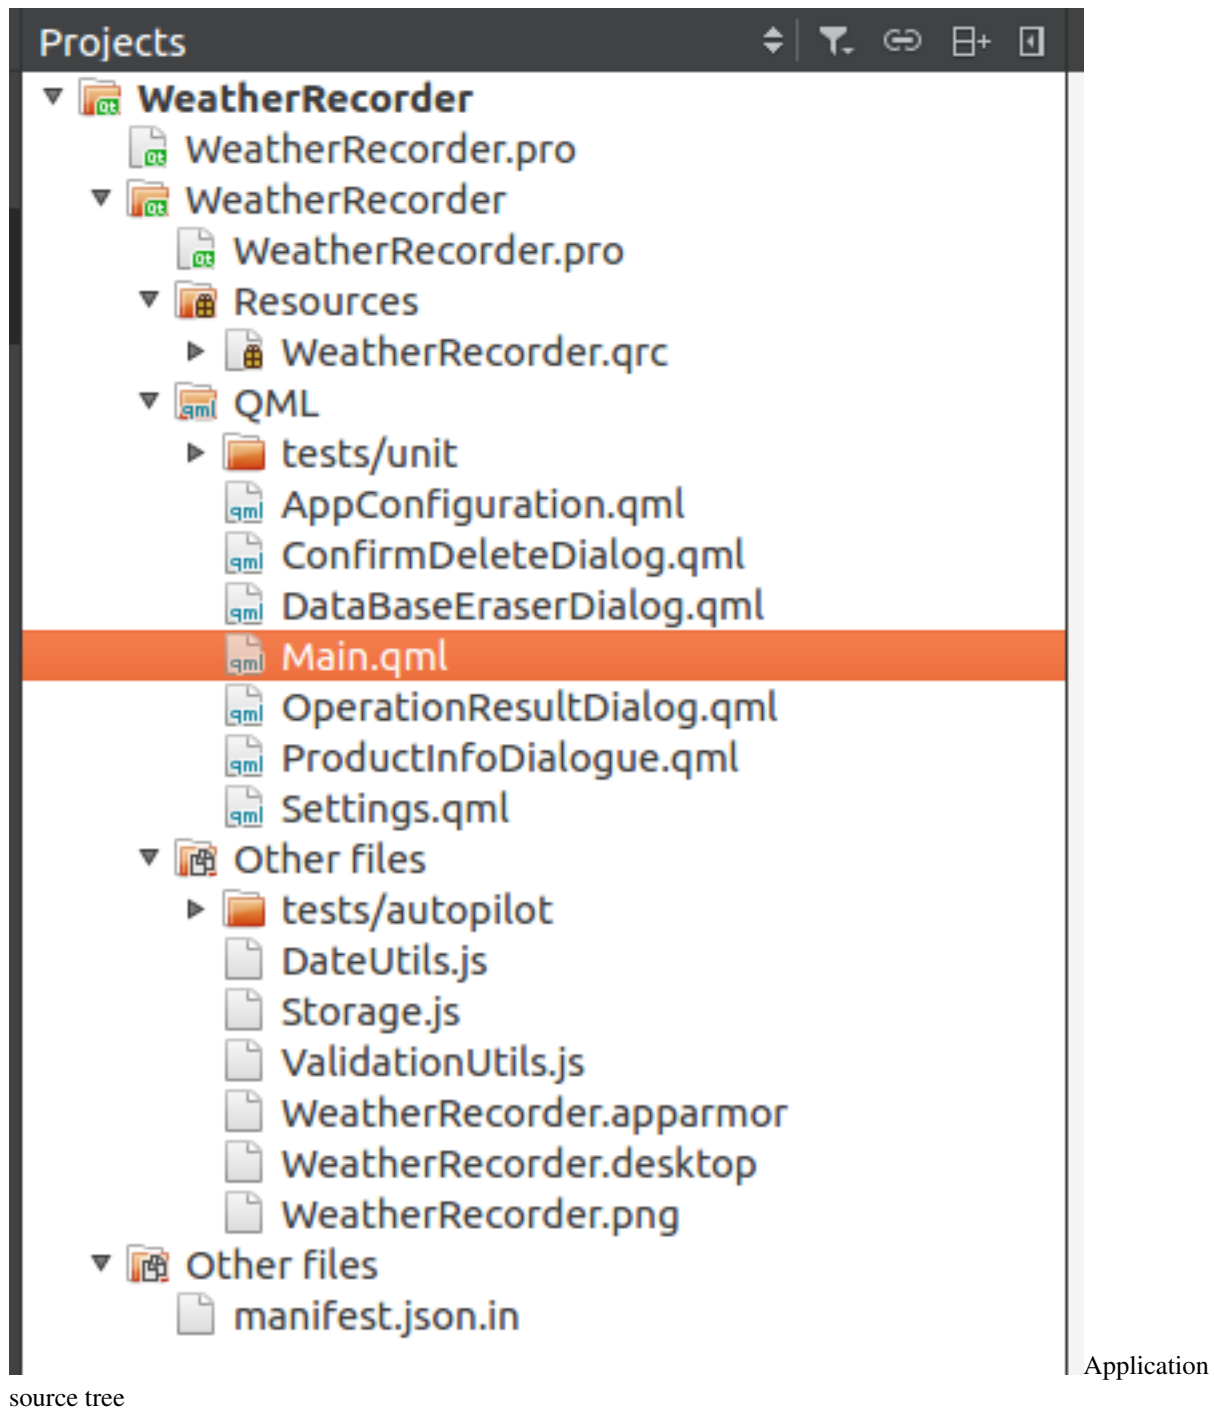 Projects
WeatherRecorder
WeatherRecorder.pro
WeatherRecorder
WeatherRecorder.pro
Resources
WeatherRecorder.qrc
QML
tests/unit
AppConfiguration.qml
ConfirmDeleteDialog.qml
DataBaseEraserDialog.qml
Main.qml
OperationResultDialog.qml
ProductInfoDialogue.qml
Settings.qml
Other files
tests/autopilot
DateUtils.js
Storage.js
ValidationUtils.js
WeatherRecorder.apparmor
WeatherRecorder.desktop
WeatherRecorder.png
Other files
manifest.json.in
Application
source tree